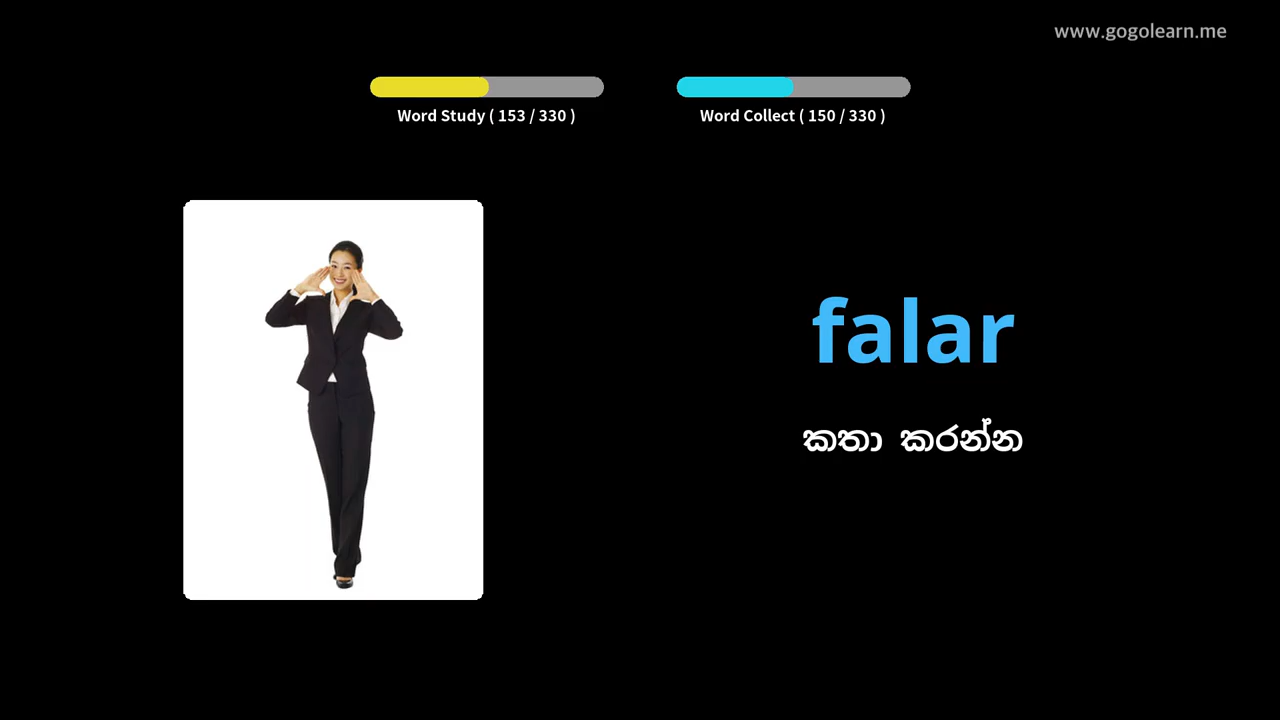 www.gogolearn.me
Word Study ( 153 / 330 )
Word Collect ( 150 / 330 )
falar
කතා කරන්න